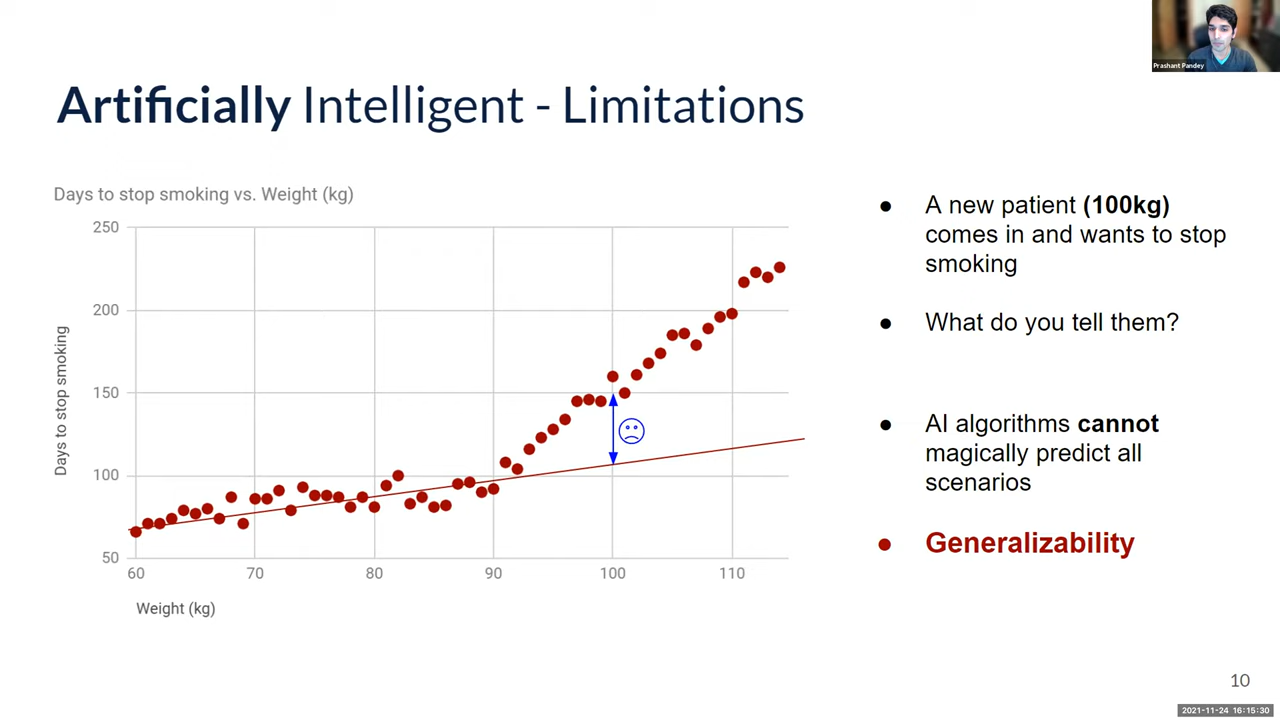 Prashant Pandey
Artificially Intelligent - Limitations
Days to stop smoking vs. Weight (kg)
250
200
150
100
50
Days to stop smoking
60 70 80 90 100 110
Weight (kg)
● A new patient (100kg)
comes in and wants to stop
smoking
● What do you tell them?
● AI algorithms cannot
magically predict all
scenarios
● Generalizability
10
2021-11-24 16:15:30